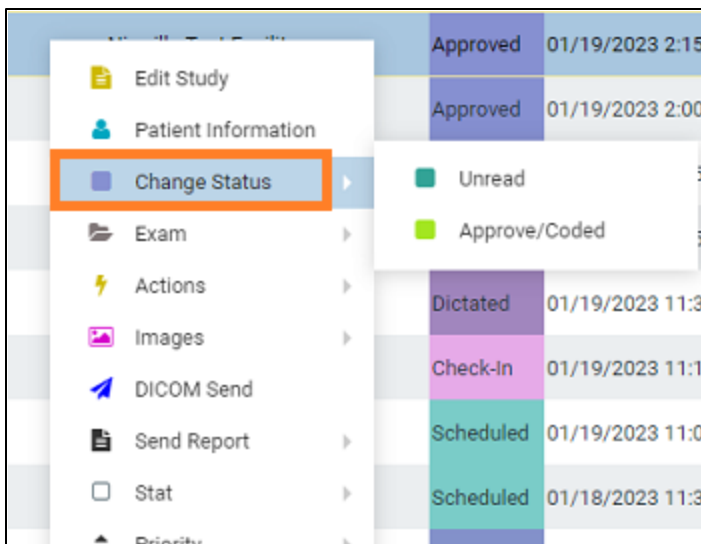 Approved 01/19/2023 2:15
Edit Study
Patient Information
Approved 01/19/2023 2:00
Change Status
Unread
Approve/Coded
Exam
Actions
Dictated 01/19/2023 11:3
Images
Check-In 01/19/2023 11:1
DICOM Send
Send Report
Scheduled 01/19/2023 11:0
Stat
Scheduled 01/18/2023 11:3
Priority